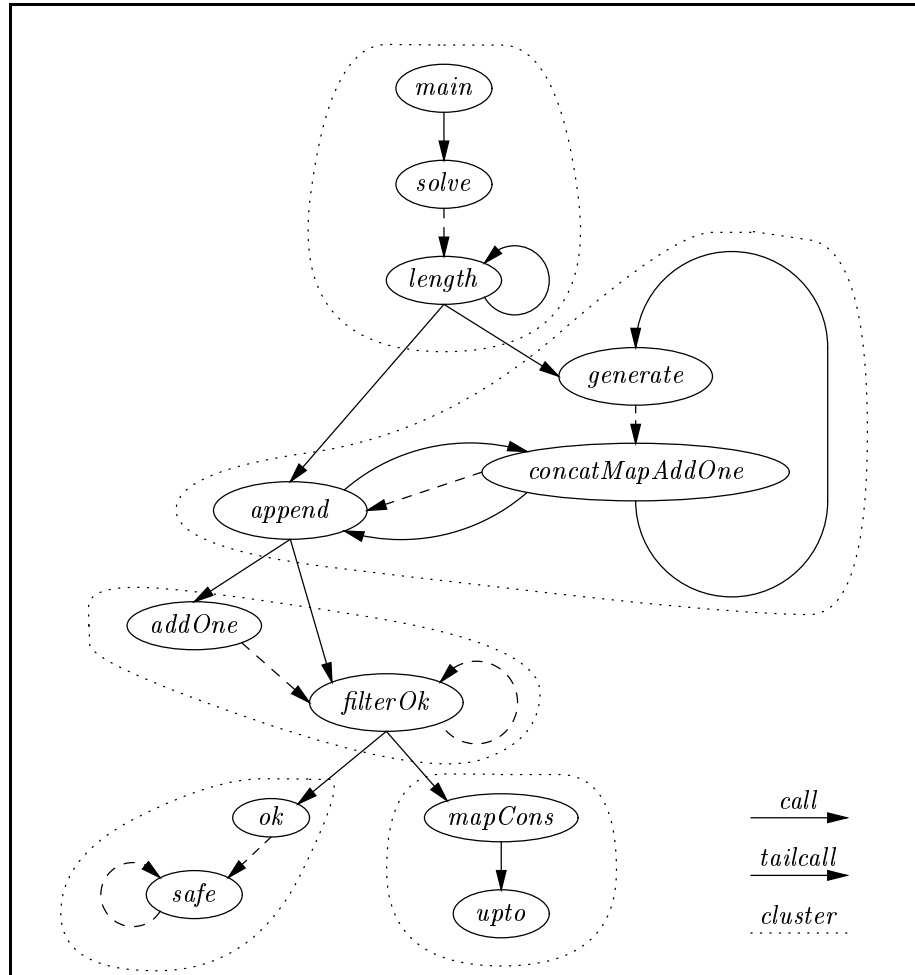 main
solve
length
generate
concatMapAddOne
append
addOne
filterOk
ok
mapCons
call
tailcall
safe
upto
cluster